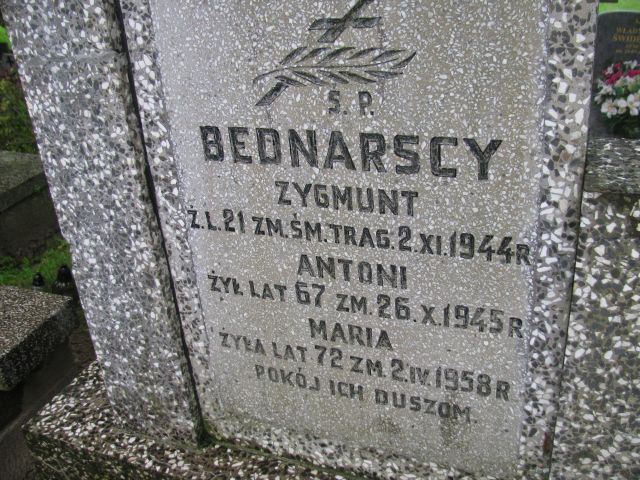 Ś. P.
BEDNARSCY
ZYGMUNT
Ż.L.21 ZM.ŚM.TRAG.2.XI.1944R
ANTONI
ŻYŁ LAT 67 ZM. 26.X.1945R
MARIA
ŻYŁA LAT 72 ZM.2.IV.1958R
POKÓJ ICH DUSZOM.